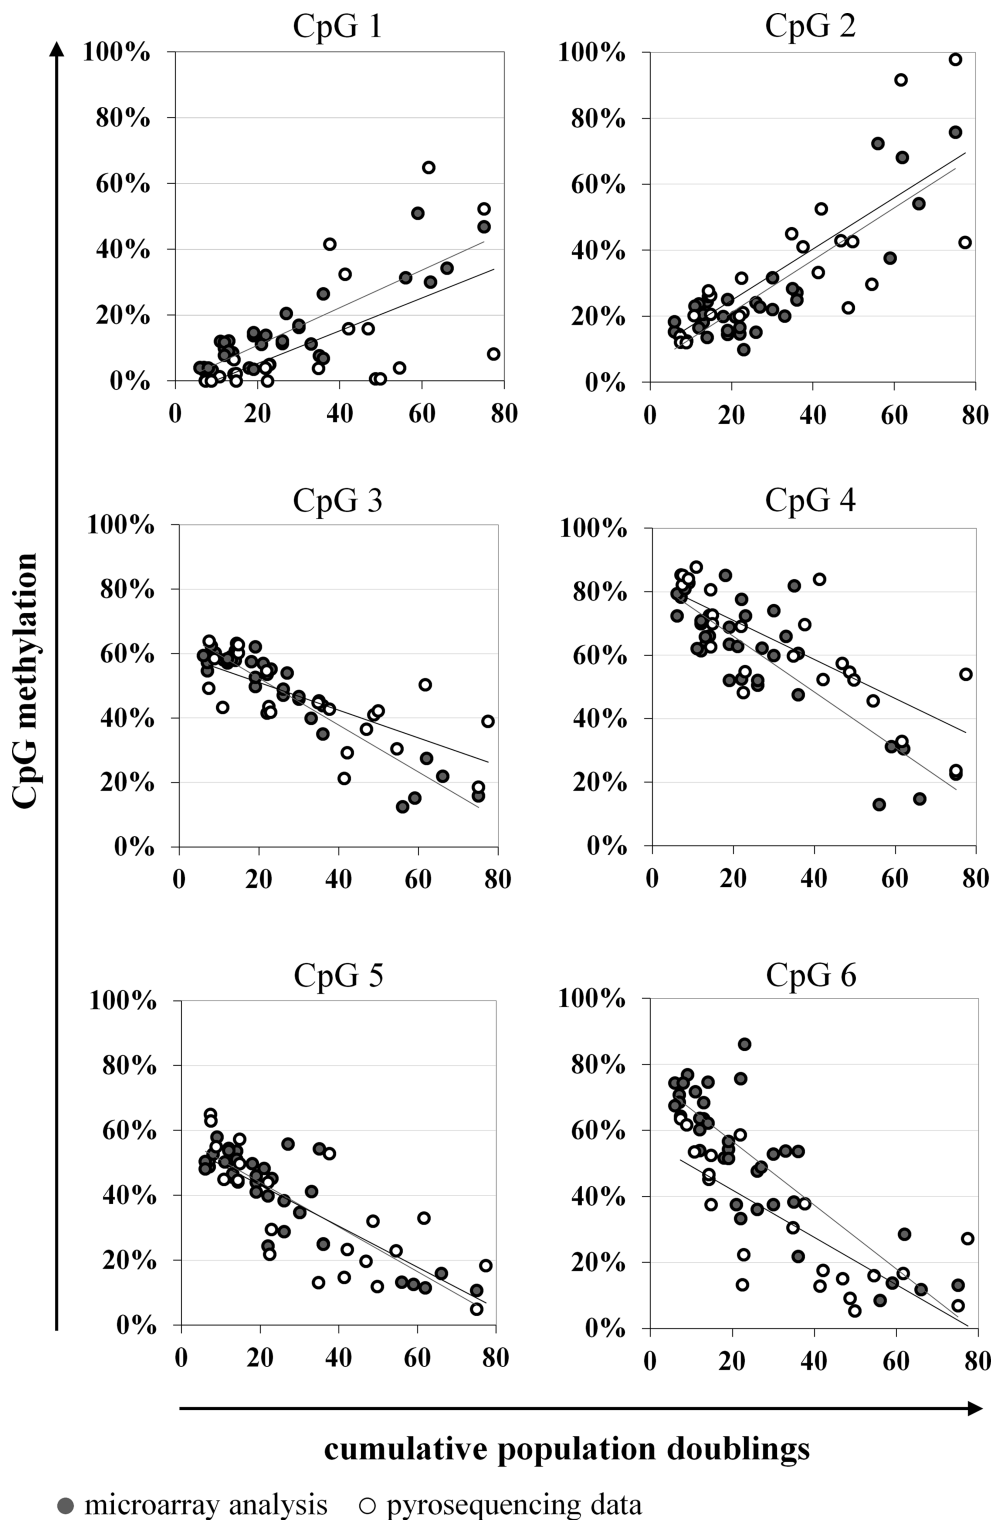 CpG 1 CpG 2
100% 100%
80% 80%
60% 60%
40% 40%
20% 20%
0% 0%
0 20 40 60 80 0 20 40 60 80
CpG 3 CpG 4
100% 100%
80% 80%
60% 60%
40% 40%
20% 20%
0% 0%
0 20 40 60 80 0 20 40 60 80
CpG methylation
CpG 5 CpG 6
100% 100%
80% 80%
60% 60%
40% 40%
20% 20%
0% 0%
0 20 40 60 80 0 20 40 60 80
cumulative population doublings
microarray analysis pyrosequencing data